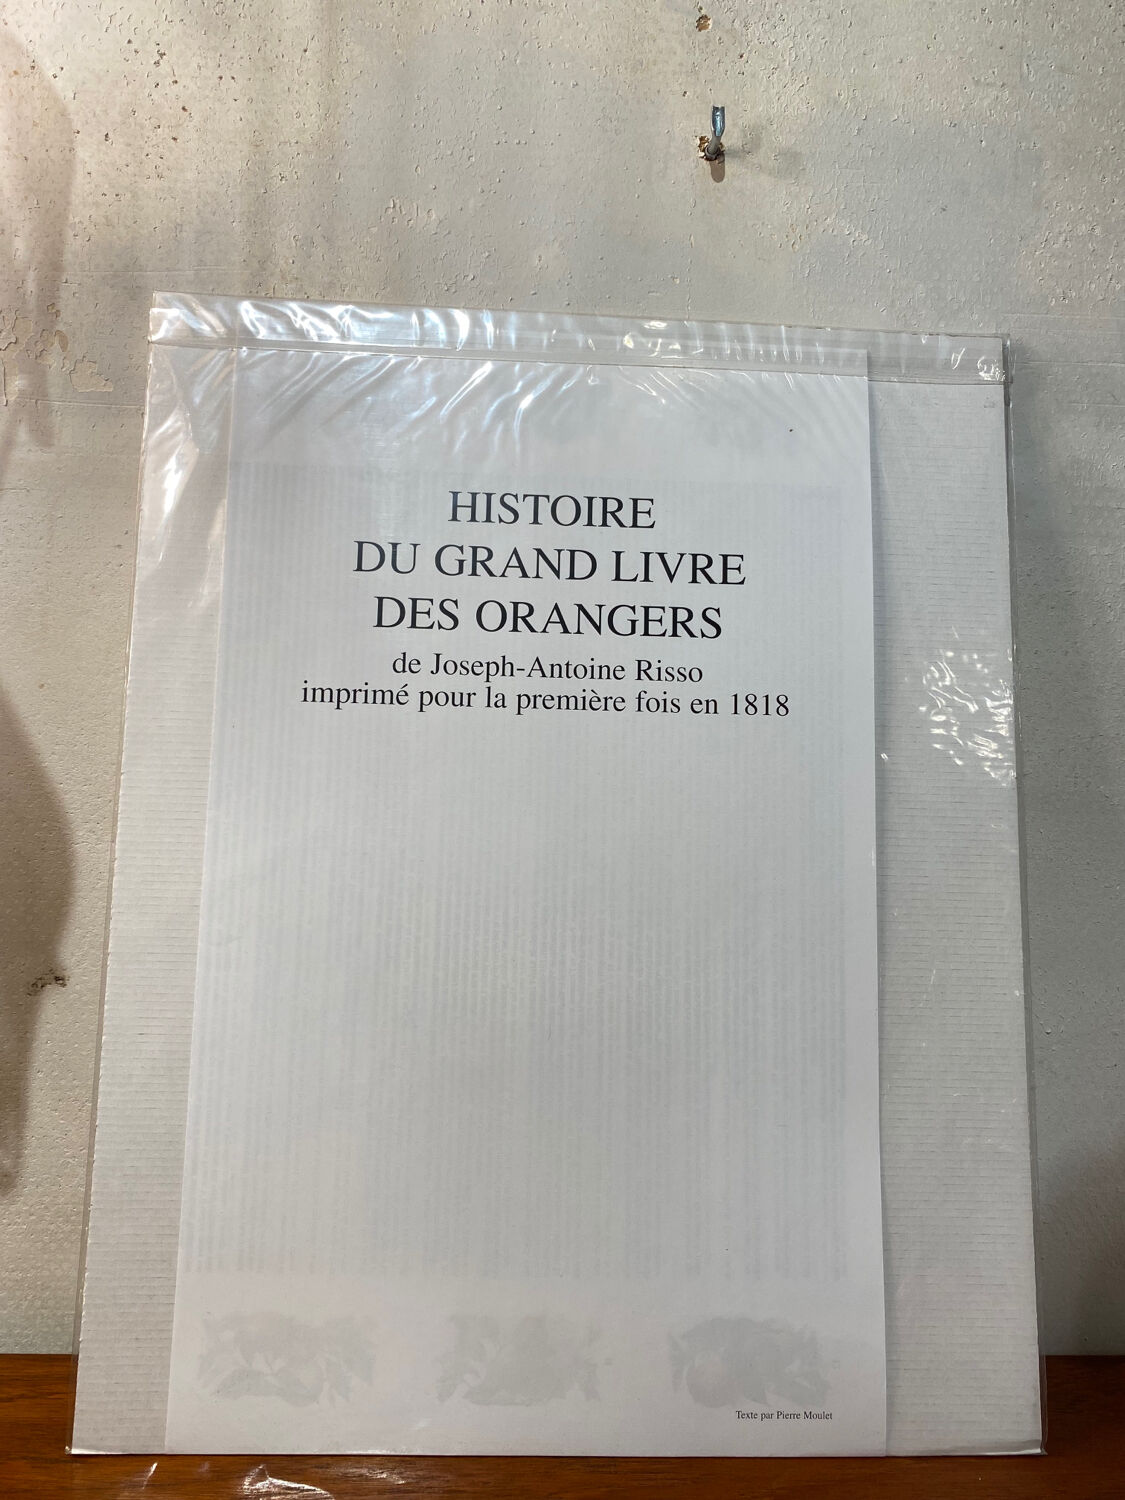 HISTOIRE
DU GRAND LIVRE
DES ORANGERS
de Joseph-Antoine Risso
imprimé pour la première fois en 1818
Texte par Pierre Moulet